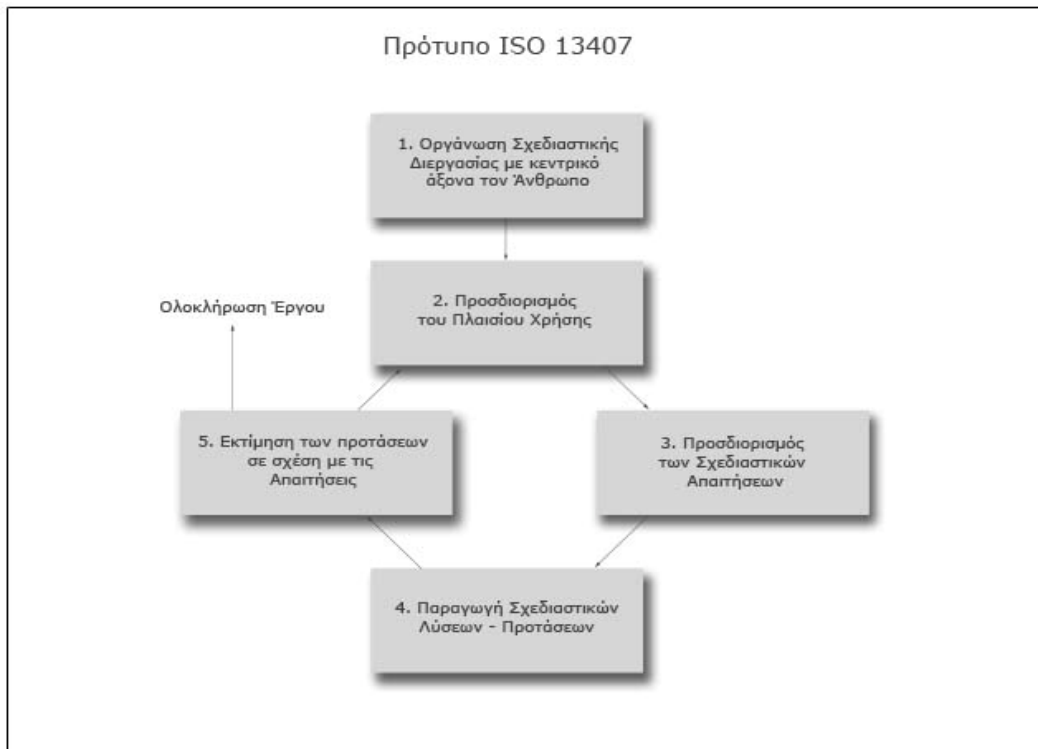 Πρότυπο ISO 13407
1. Οργάνωση Σχεδιαστικής
Διεργασίας με κεντρικό
άξονα τον Άνθρωπο
2. Προσδιορισμός
του Πλαισίου Χρήσης
Ολοκλήρωση Έργου
5. Εκτίμηση των προτάσεων
σε σχέση με τις
Απαιτήσεις
3. Προσδιορισμός
των Σχεδιαστικών
Απαιτήσεων
4. Παραγωγή Σχεδιαστικών
Λύσεων - Προτάσεων